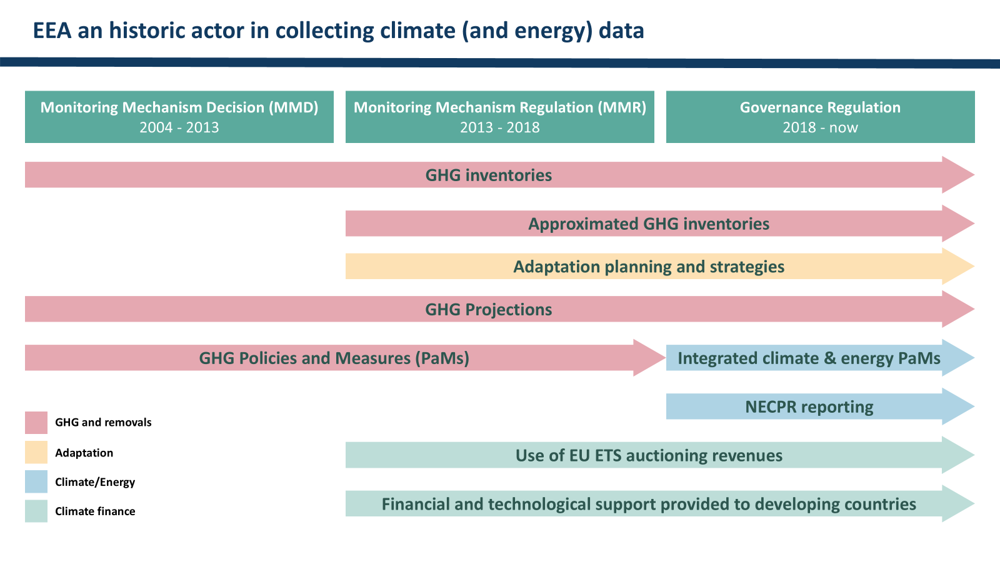 EEA an historic actor in collecting climate (and energy) data
Monitoring Mechanism Decision (MMD)
2004 - 2013
Monitoring Mechanism Regulation (MMR)
2013 - 2018
Governance Regulation
2018 - now
GHG inventories
Approximated GHG inventories
Adaptation planning and strategies
GHG Projections
GHG Policies and Measures (PaMs)
Integrated climate & energy PaMs
NECPR reporting
Use of EU ETS auctioning revenues
Financial and technological support provided to developing countries
GHG and removals
Adaptation
Climate/Energy
Climate finance